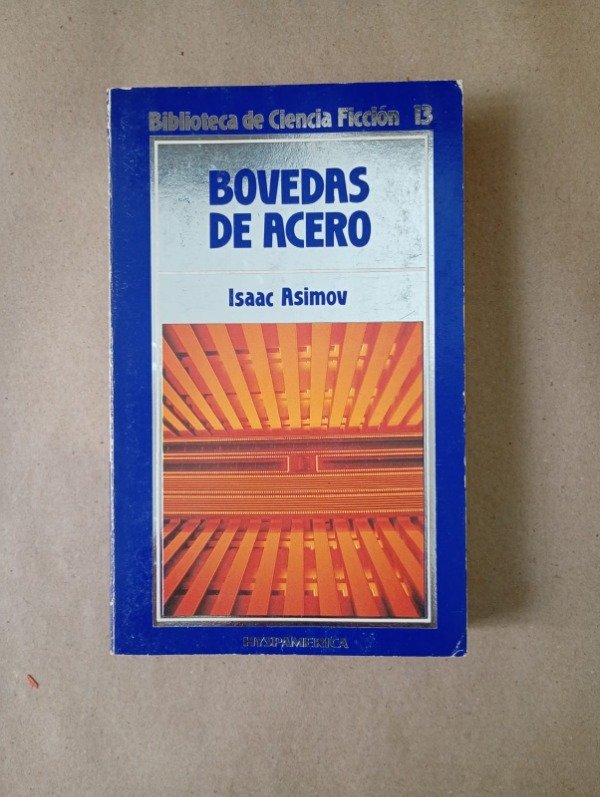 Biblioteca de Ciencia Ficción 13
BOVEDAS
DE ACERO
Isaac Asimov
HYSPAMERICA